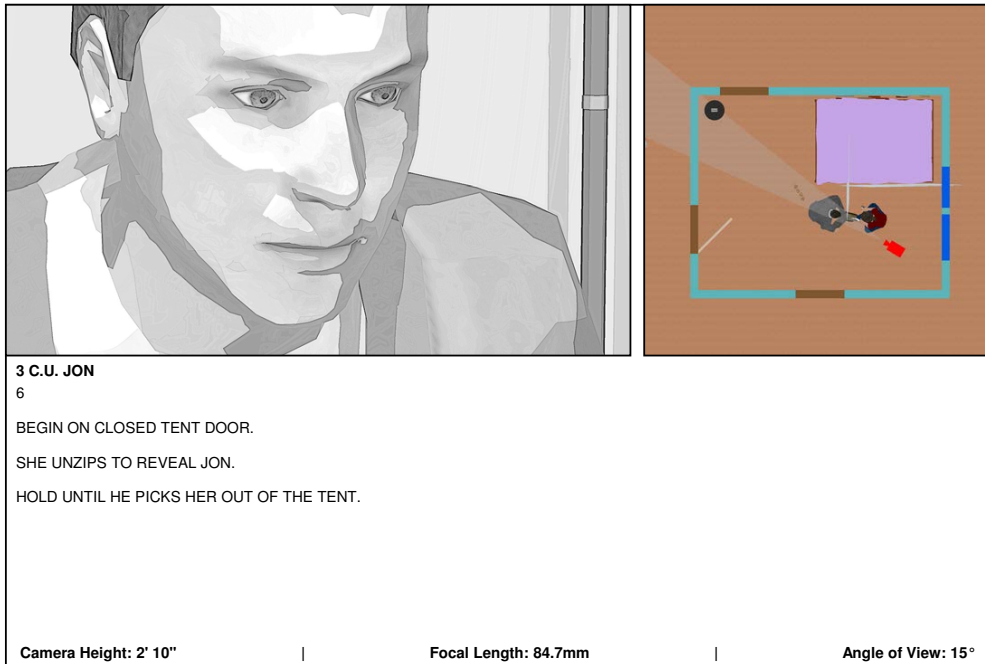 3 C.U. JON
6
BEGIN ON CLOSED TENT DOOR.
SHE UNZIPS TO REVEAL JON.
HOLD UNTIL HE PICKS HER OUT OF THE TENT.
Camera Height: 2' 10" | Focal Length: 84.7mm | Angle of View: 15°